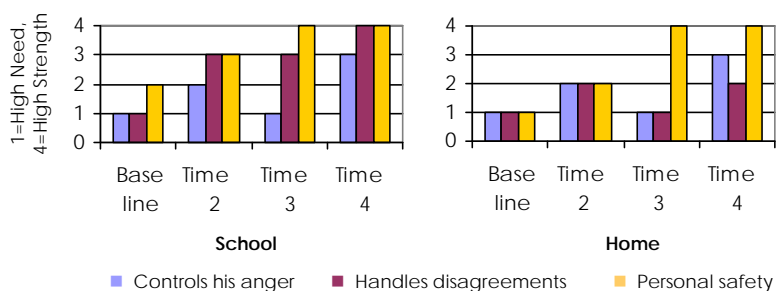 1=High Need,
4=High Strength
4
3
2
1
0
Base
line
Time
2
Time
3
Time
4
School
4
3
2
1
0
Base
line
Time
2
Time
3
Time
4
Home
Controls his anger
Handles disagreements
Personal safety